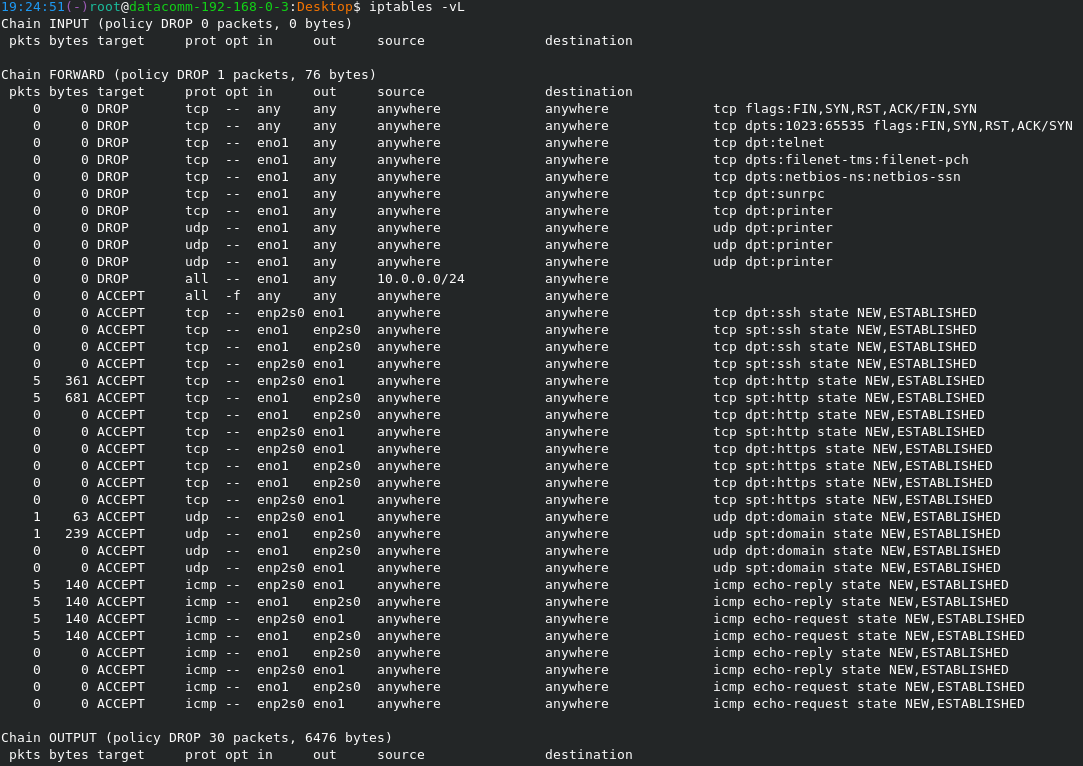 19:24:51(-)root@datacomm-192-168-0-3:Desktop$ iptables -vL
Chain INPUT (policy DROP 0 packets, 0 bytes)
 pkts bytes target     prot opt in     out     source               destination

Chain FORWARD (policy DROP 1 packets, 76 bytes)
 pkts bytes target     prot opt in     out     source               destination
    0     0 DROP       tcp  --  any    any     anywhere             anywhere             tcp flags:FIN,SYN,RST,ACK/FIN,SYN
    0     0 DROP       tcp  --  any    any     anywhere             anywhere             tcp dpts:1023:65535 flags:FIN,SYN,RST,ACK/SYN
    0     0 DROP       tcp  --  eno1   any     anywhere             anywhere             tcp dpt:telnet
    0     0 DROP       tcp  --  eno1   any     anywhere             anywhere             tcp dpts:filenet-tms:filenet-pch
    0     0 DROP       tcp  --  eno1   any     anywhere             anywhere             tcp dpts:netbios-ns:netbios-ssn
    0     0 DROP       tcp  --  eno1   any     anywhere             anywhere             tcp dpt:sunrpc
    0     0 DROP       tcp  --  eno1   any     anywhere             anywhere             tcp dpt:printer
    0     0 DROP       udp  --  eno1   any     anywhere             anywhere             udp dpt:printer
    0     0 DROP       udp  --  eno1   any     anywhere             anywhere             udp dpt:printer
    0     0 DROP       udp  --  eno1   any     anywhere             anywhere             udp dpt:printer
    0     0 DROP       all  --  eno1   any     10.0.0.0/24          anywhere
    0     0 ACCEPT     all  -f  any    any     anywhere             anywhere
    0     0 ACCEPT     tcp  --  enp2s0 eno1    anywhere             anywhere             tcp dpt:ssh state NEW,ESTABLISHED
    0     0 ACCEPT     tcp  --  eno1   enp2s0  anywhere             anywhere             tcp spt:ssh state NEW,ESTABLISHED
    0     0 ACCEPT     tcp  --  eno1   enp2s0  anywhere             anywhere             tcp dpt:ssh state NEW,ESTABLISHED
    0     0 ACCEPT     tcp  --  enp2s0 eno1    anywhere             anywhere             tcp spt:ssh state NEW,ESTABLISHED
    5   361 ACCEPT     tcp  --  enp2s0 eno1    anywhere             anywhere             tcp dpt:http state NEW,ESTABLISHED
    5   681 ACCEPT     tcp  --  eno1   enp2s0  anywhere             anywhere             tcp spt:http state NEW,ESTABLISHED
    0     0 ACCEPT     tcp  --  eno1   enp2s0  anywhere             anywhere             tcp dpt:http state NEW,ESTABLISHED
    0     0 ACCEPT     tcp  --  enp2s0 eno1    anywhere             anywhere             tcp spt:http state NEW,ESTABLISHED
    0     0 ACCEPT     tcp  --  enp2s0 eno1    anywhere             anywhere             tcp dpt:https state NEW,ESTABLISHED
    0     0 ACCEPT     tcp  --  eno1   enp2s0  anywhere             anywhere             tcp spt:https state NEW,ESTABLISHED
    0     0 ACCEPT     tcp  --  eno1   enp2s0  anywhere             anywhere             tcp dpt:https state NEW,ESTABLISHED
    0     0 ACCEPT     tcp  --  enp2s0 eno1    anywhere             anywhere             tcp spt:https state NEW,ESTABLISHED
    1    63 ACCEPT     udp  --  enp2s0 eno1    anywhere             anywhere             udp dpt:domain state NEW,ESTABLISHED
    1   239 ACCEPT     udp  --  eno1   enp2s0  anywhere             anywhere             udp spt:domain state NEW,ESTABLISHED
    0     0 ACCEPT     udp  --  eno1   enp2s0  anywhere             anywhere             udp dpt:domain state NEW,ESTABLISHED
    0     0 ACCEPT     udp  --  enp2s0 eno1    anywhere             anywhere             udp spt:domain state NEW,ESTABLISHED
    5   140 ACCEPT     icmp --  enp2s0 eno1    anywhere             anywhere             icmp echo-reply state NEW,ESTABLISHED
    5   140 ACCEPT     icmp --  eno1   enp2s0  anywhere             anywhere             icmp echo-reply state NEW,ESTABLISHED
    5   140 ACCEPT     icmp --  enp2s0 eno1    anywhere             anywhere             icmp echo-request state NEW,ESTABLISHED
    5   140 ACCEPT     icmp --  eno1   enp2s0  anywhere             anywhere             icmp echo-request state NEW,ESTABLISHED
    0     0 ACCEPT     icmp --  eno1   enp2s0  anywhere             anywhere             icmp echo-reply state NEW,ESTABLISHED
    0     0 ACCEPT     icmp --  enp2s0 eno1    anywhere             anywhere             icmp echo-reply state NEW,ESTABLISHED
    0     0 ACCEPT     icmp --  eno1   enp2s0  anywhere             anywhere             icmp echo-request state NEW,ESTABLISHED
    0     0 ACCEPT     icmp --  enp2s0 eno1    anywhere             anywhere             icmp echo-request state NEW,ESTABLISHED

Chain OUTPUT (policy DROP 30 packets, 6476 bytes)
 pkts bytes target     prot opt in     out     source               destination